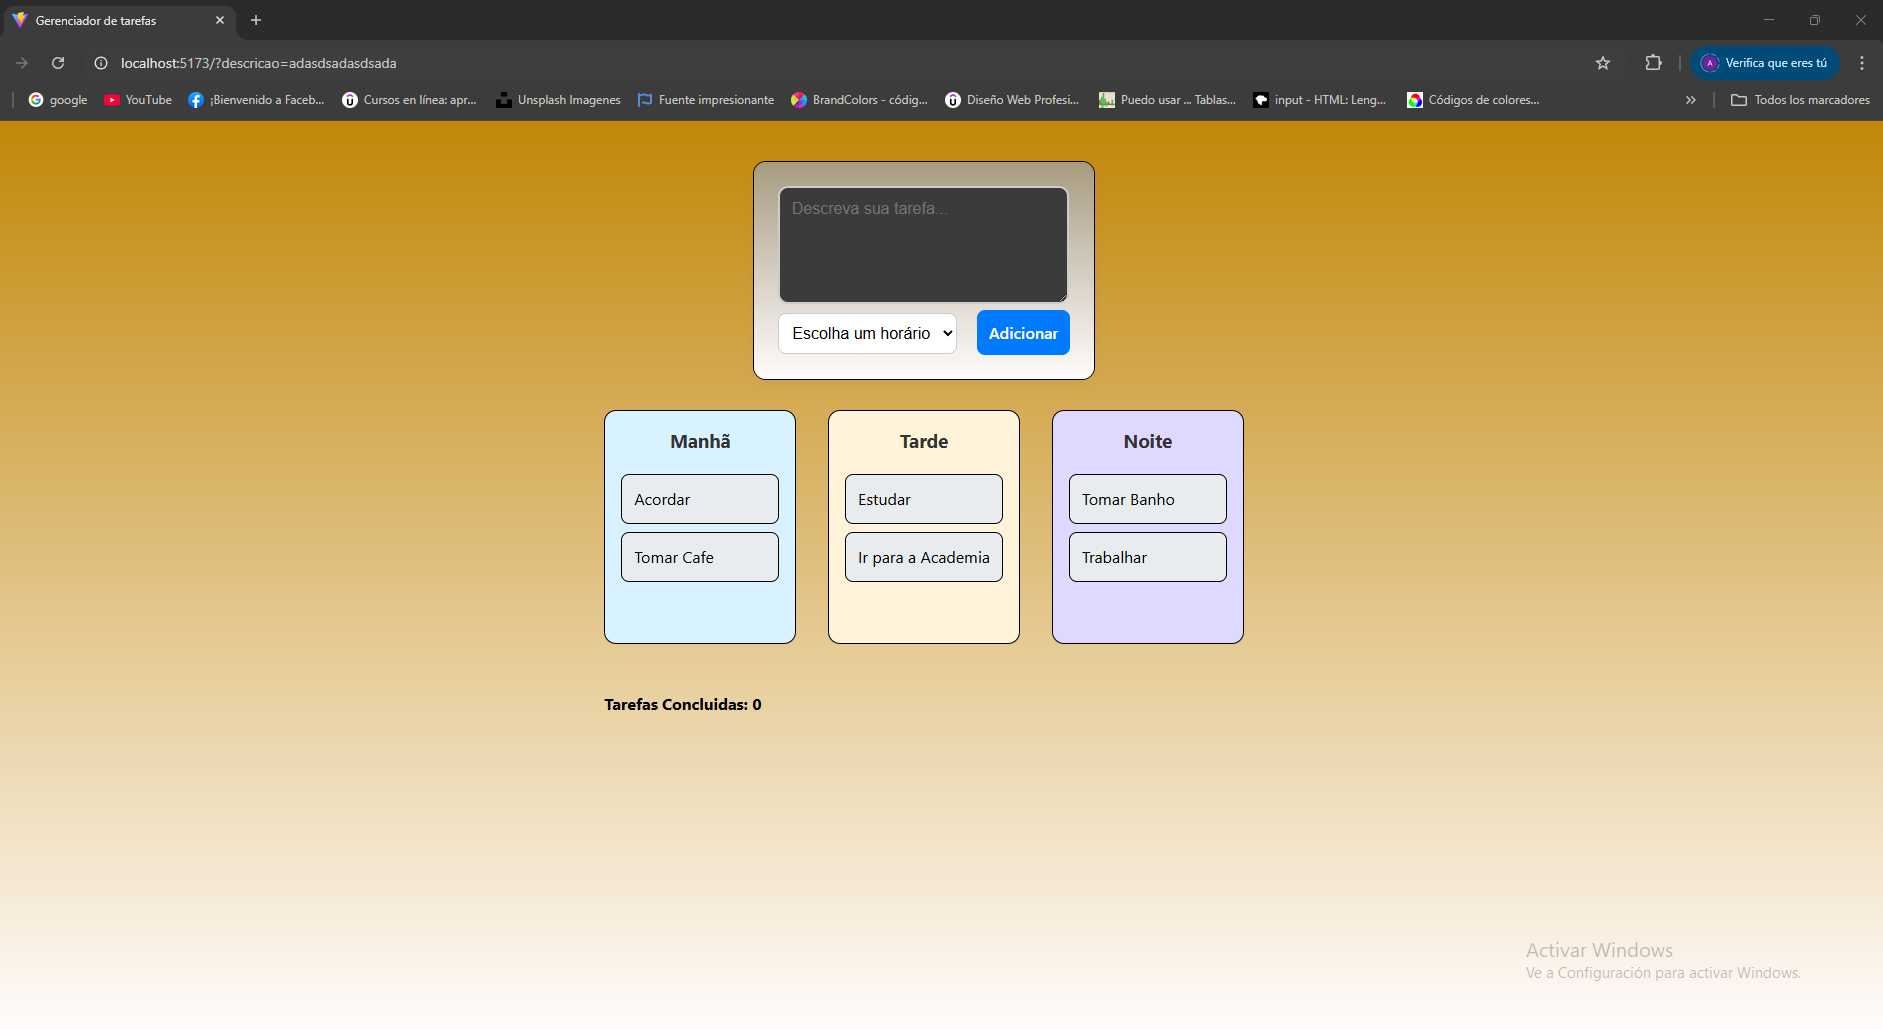 Gerenciador de tarefas
localhost:5173/?descricao=adasdsadasdsada
Verifica que eres tú
google YouTube ¡Bienvenido a Faceb... Cursos en línea: apr... Unsplash Imagenes Fuente impresionante BrandColors - códig... Diseño Web Profesi... Puedo usar ... Tablas... input - HTML: Leng... Códigos de colores... » Todos los marcadores
Descreva sua tarefa...
Escolha um horário Adicionar
Manhã Tarde Noite
Acordar Estudar Tomar Banho
Tomar Cafe Ir para a Academia Trabalhar
Tarefas Concluidas: 0
Activar Windows
Ve a Configuración para activar Windows.